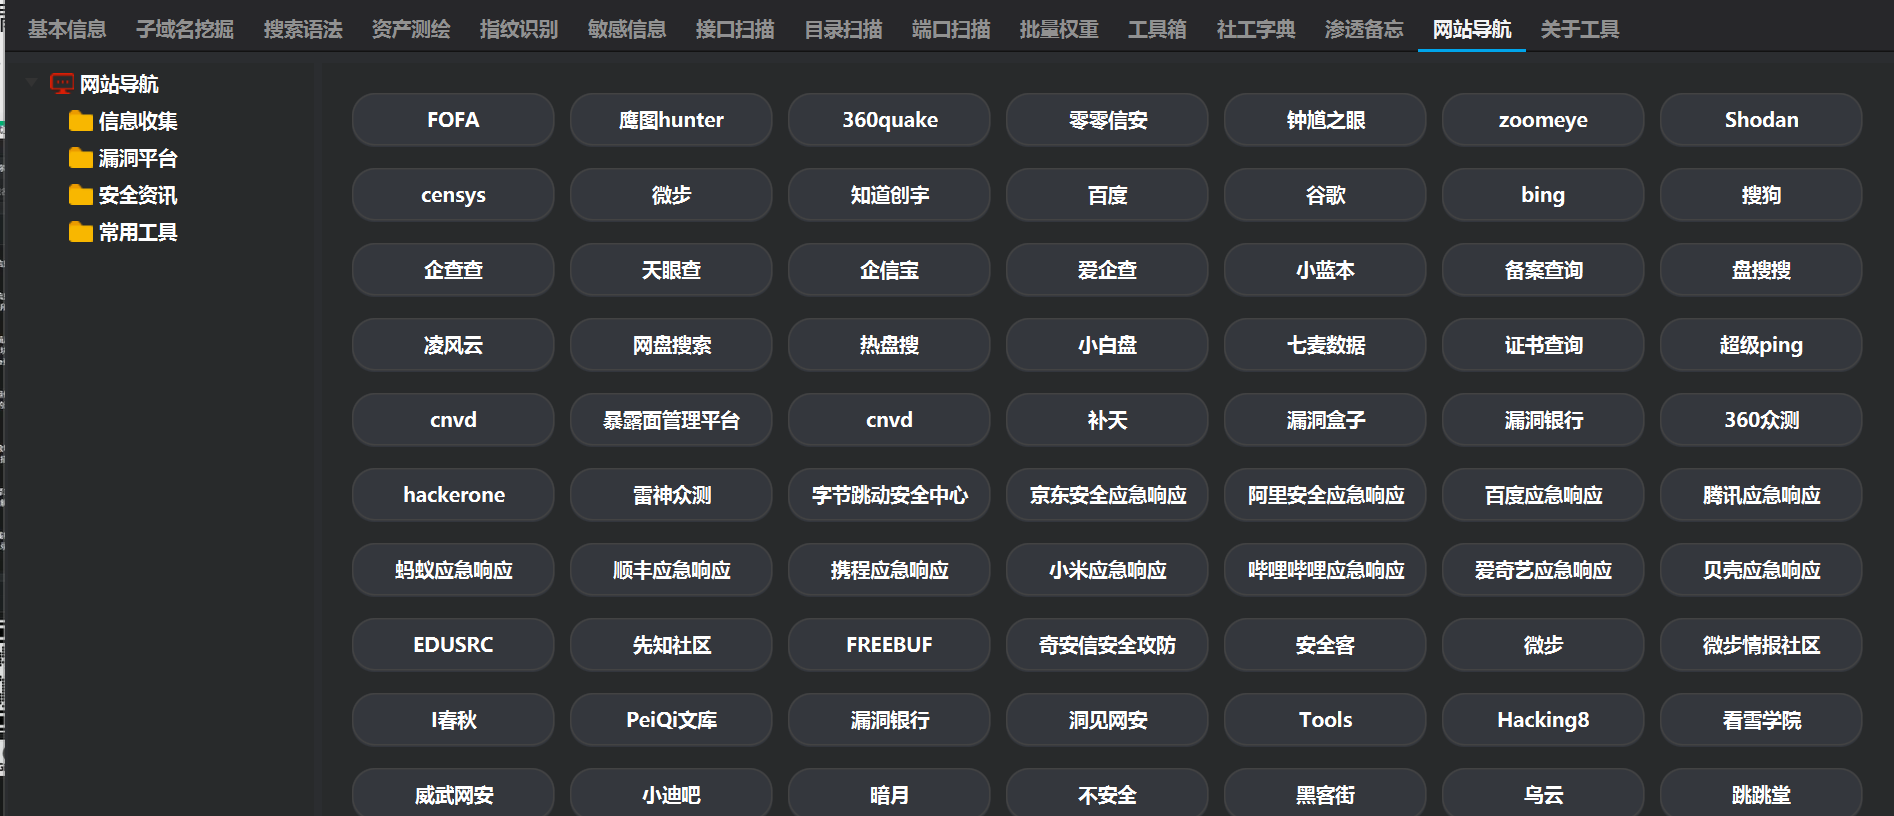 基本信息 子域名挖掘 搜索语法 资产测绘 指纹识别 敏感信息 接口扫描 目录扫描 端口扫描 批量权重 工具箱 社工字典 渗透备忘 网站导航 关于工具
网站导航
信息收集
漏洞平台
安全资讯
常用工具
FOFA 鹰图hunter 360quake 零零信安 钟馗之眼 zoomeye Shodan
censys 微步 知道创宇 百度 谷歌 bing 搜狗
企查查 天眼查 企信宝 爱企查 小蓝本 备案查询 盘搜搜
凌风云 网盘搜索 热盘搜 小白盘 七麦数据 证书查询 超级ping
cnvd 暴露面管理平台 cnvd 补天 漏洞盒子 漏洞银行 360众测
hackerone 雷神众测 字节跳动安全中心 京东安全应急响应 阿里安全应急响应 百度应急响应 腾讯应急响应
蚂蚁应急响应 顺丰应急响应 携程应急响应 小米应急响应 哔哩哔哩应急响应 爱奇艺应急响应 贝壳应急响应
EDUSRC 先知社区 FREEBUF 奇安信安全攻防 安全客 微步 微步情报社区
I春秋 PeiQi文库 漏洞银行 洞见网安 Tools Hacking8 看雪学院
威武网安 小迪吧 暗月 不安全 黑客街 乌云 跳跳堂